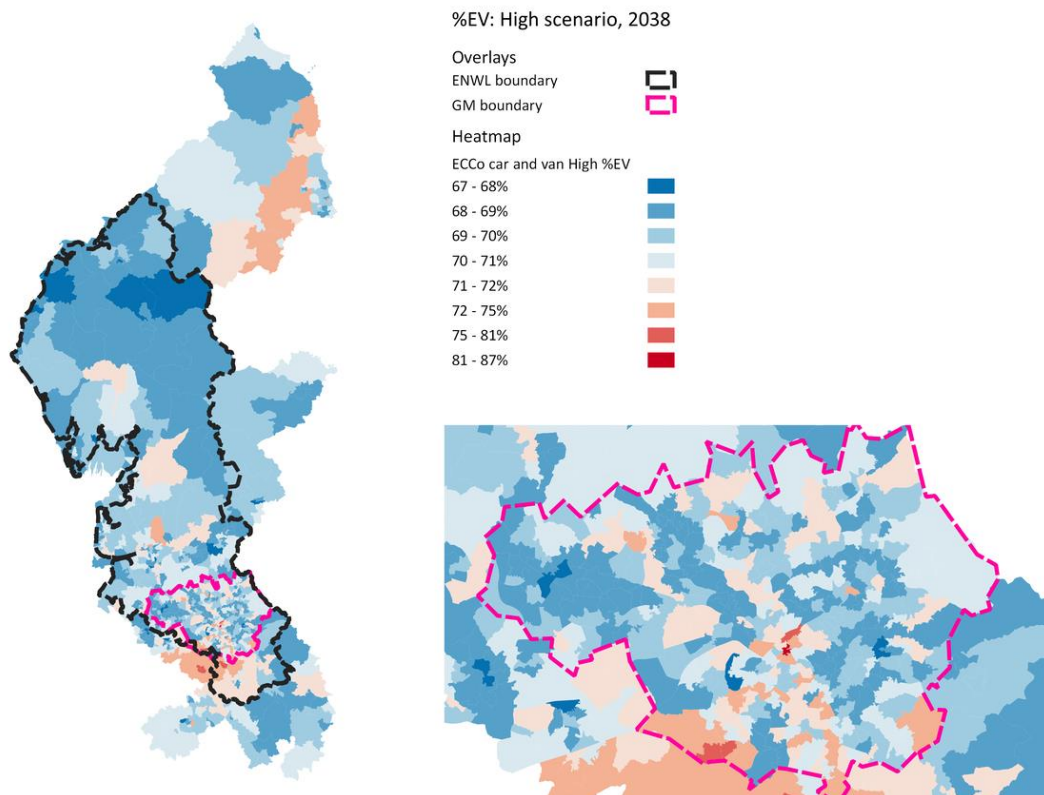 %EV: High scenario, 2038
Overlays
ENWL boundary
GM boundary
Heatmap
ECCo car and van High %EV
67 - 68%
68 - 69%
69 - 70%
70 - 71%
71 - 72%
72 - 75%
75 - 81%
81 - 87%